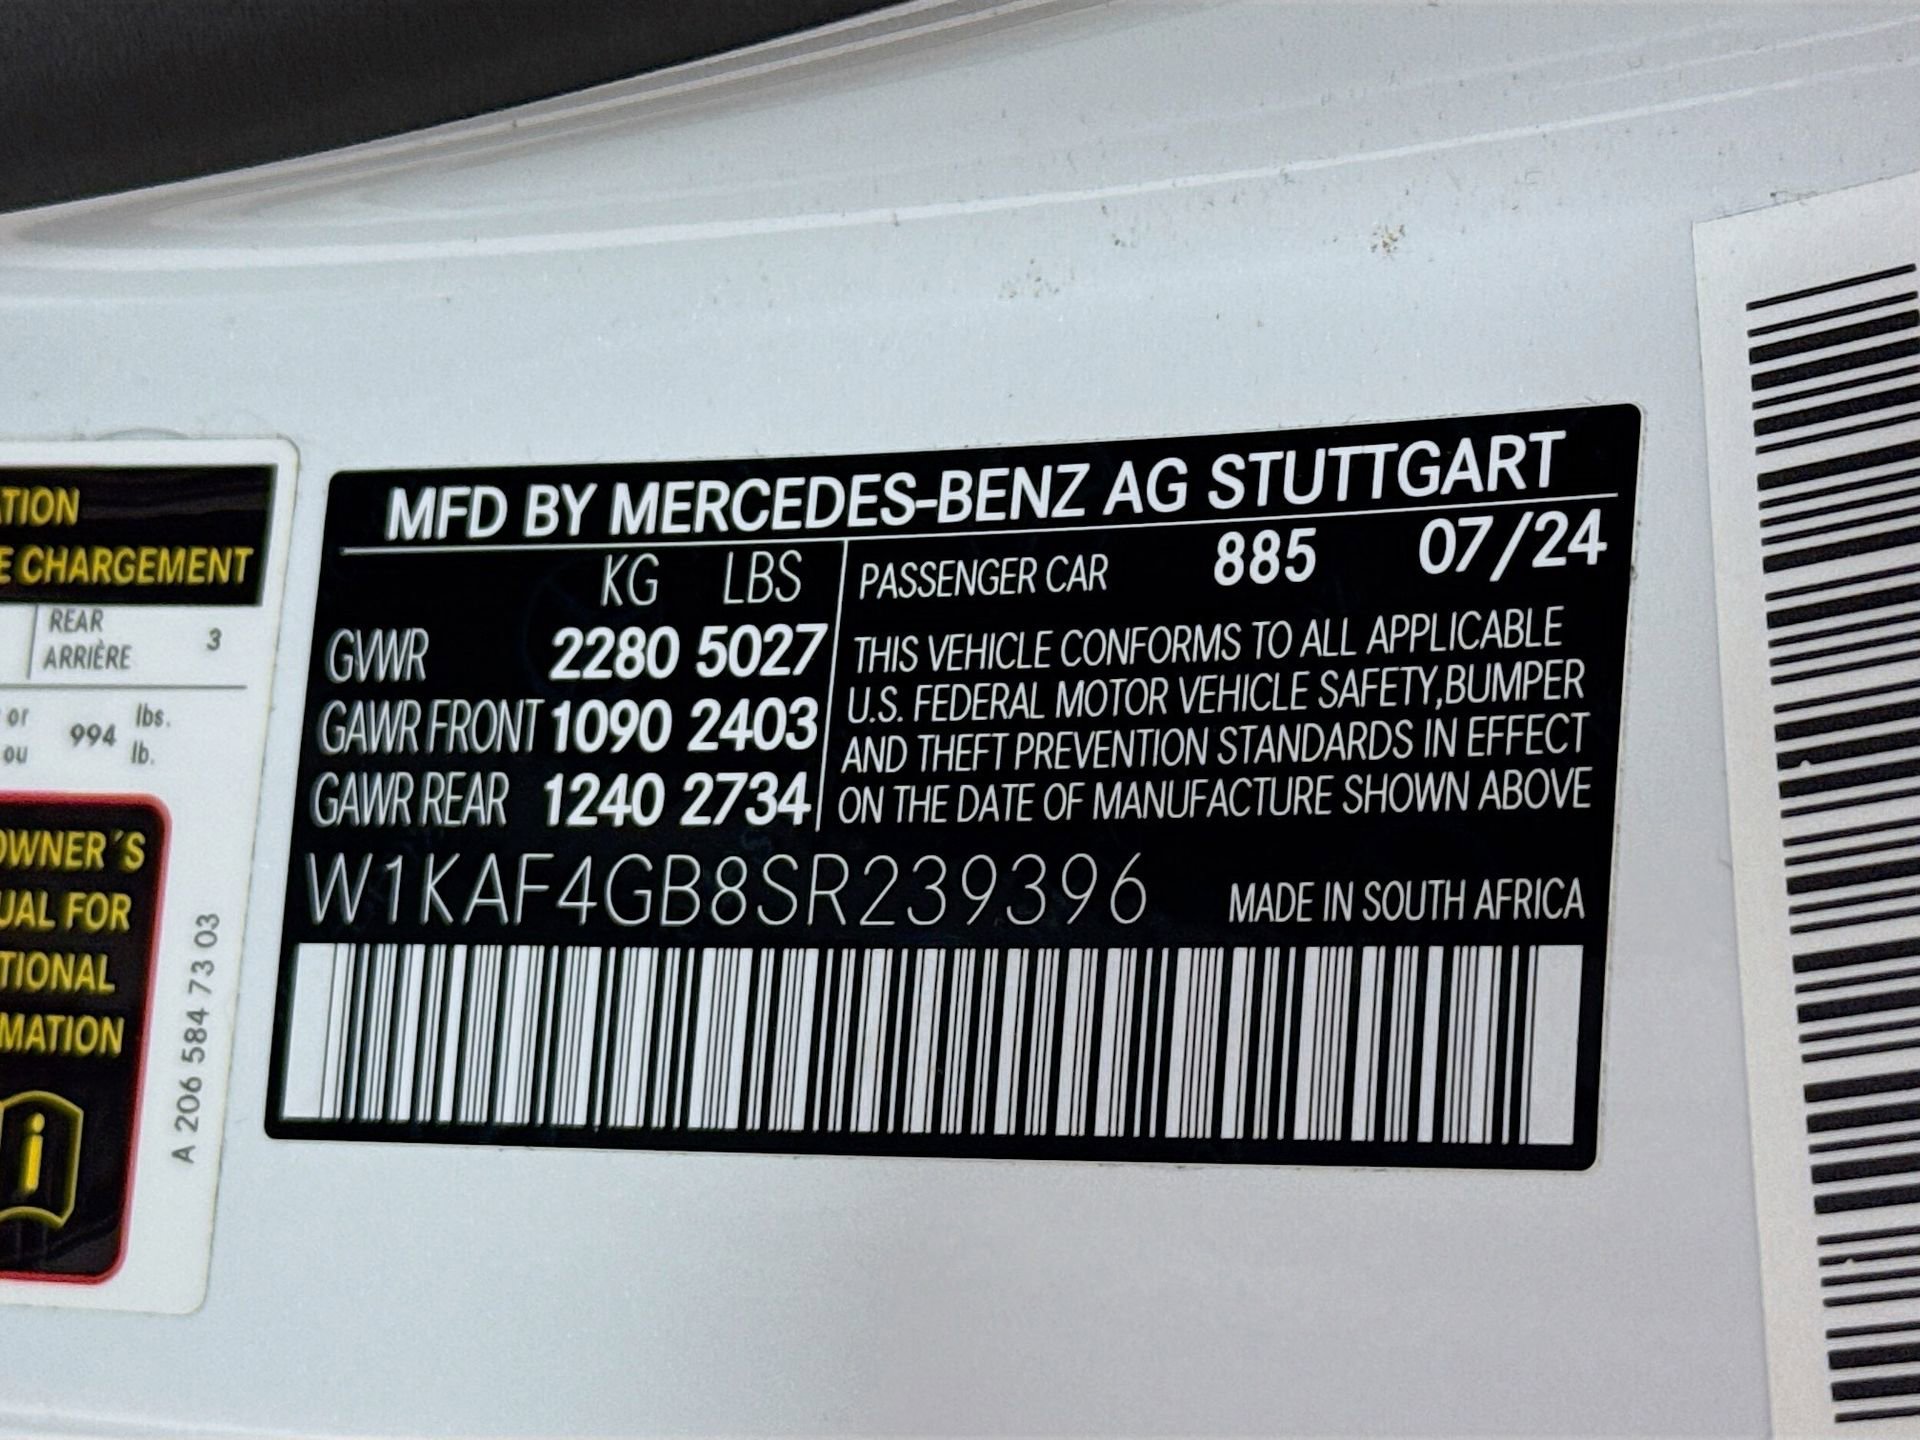 ATION
E CHARGEMENT
REAR
ARRIÈRE 3
or
ou 994 lbs.
lb.
OWNER´S
UAL FOR
TIONAL
MATION
i
A 206 584 73 03
MFD BY MERCEDES-BENZ AG STUTTGART
KG LBS
GVWR 2280 5027
GAWR FRONT 1090 2403
GAWR REAR 1240 2734
PASSENGER CAR 885 07/24
THIS VEHICLE CONFORMS TO ALL APPLICABLE
U.S. FEDERAL MOTOR VEHICLE SAFETY,BUMPER
AND THEFT PREVENTION STANDARDS IN EFFECT
ON THE DATE OF MANUFACTURE SHOWN ABOVE
W1KAF4GB8SR239396 MADE IN SOUTH AFRICA